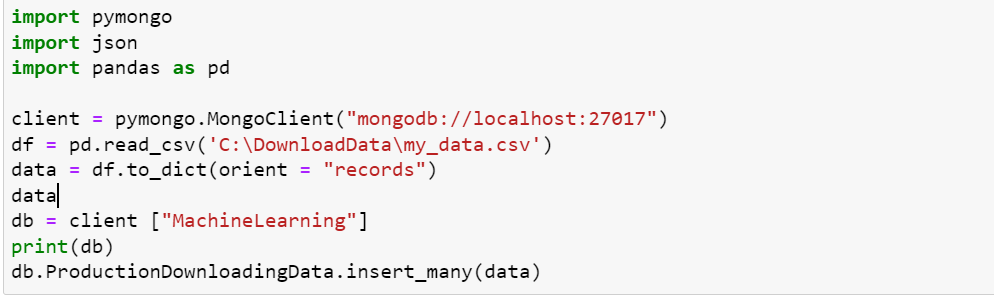 import pymongo
import json
import pandas as pd
client = pymongo.MongoClient("mongodb://localhost:27017")
df = pd.read_csv('C:\DownloadData\my_data.csv')
data = df.to_dict(orient = "records")
data
db = client ["MachineLearning"]
print(db)
db.ProductionDownloadingData.insert_many(data)